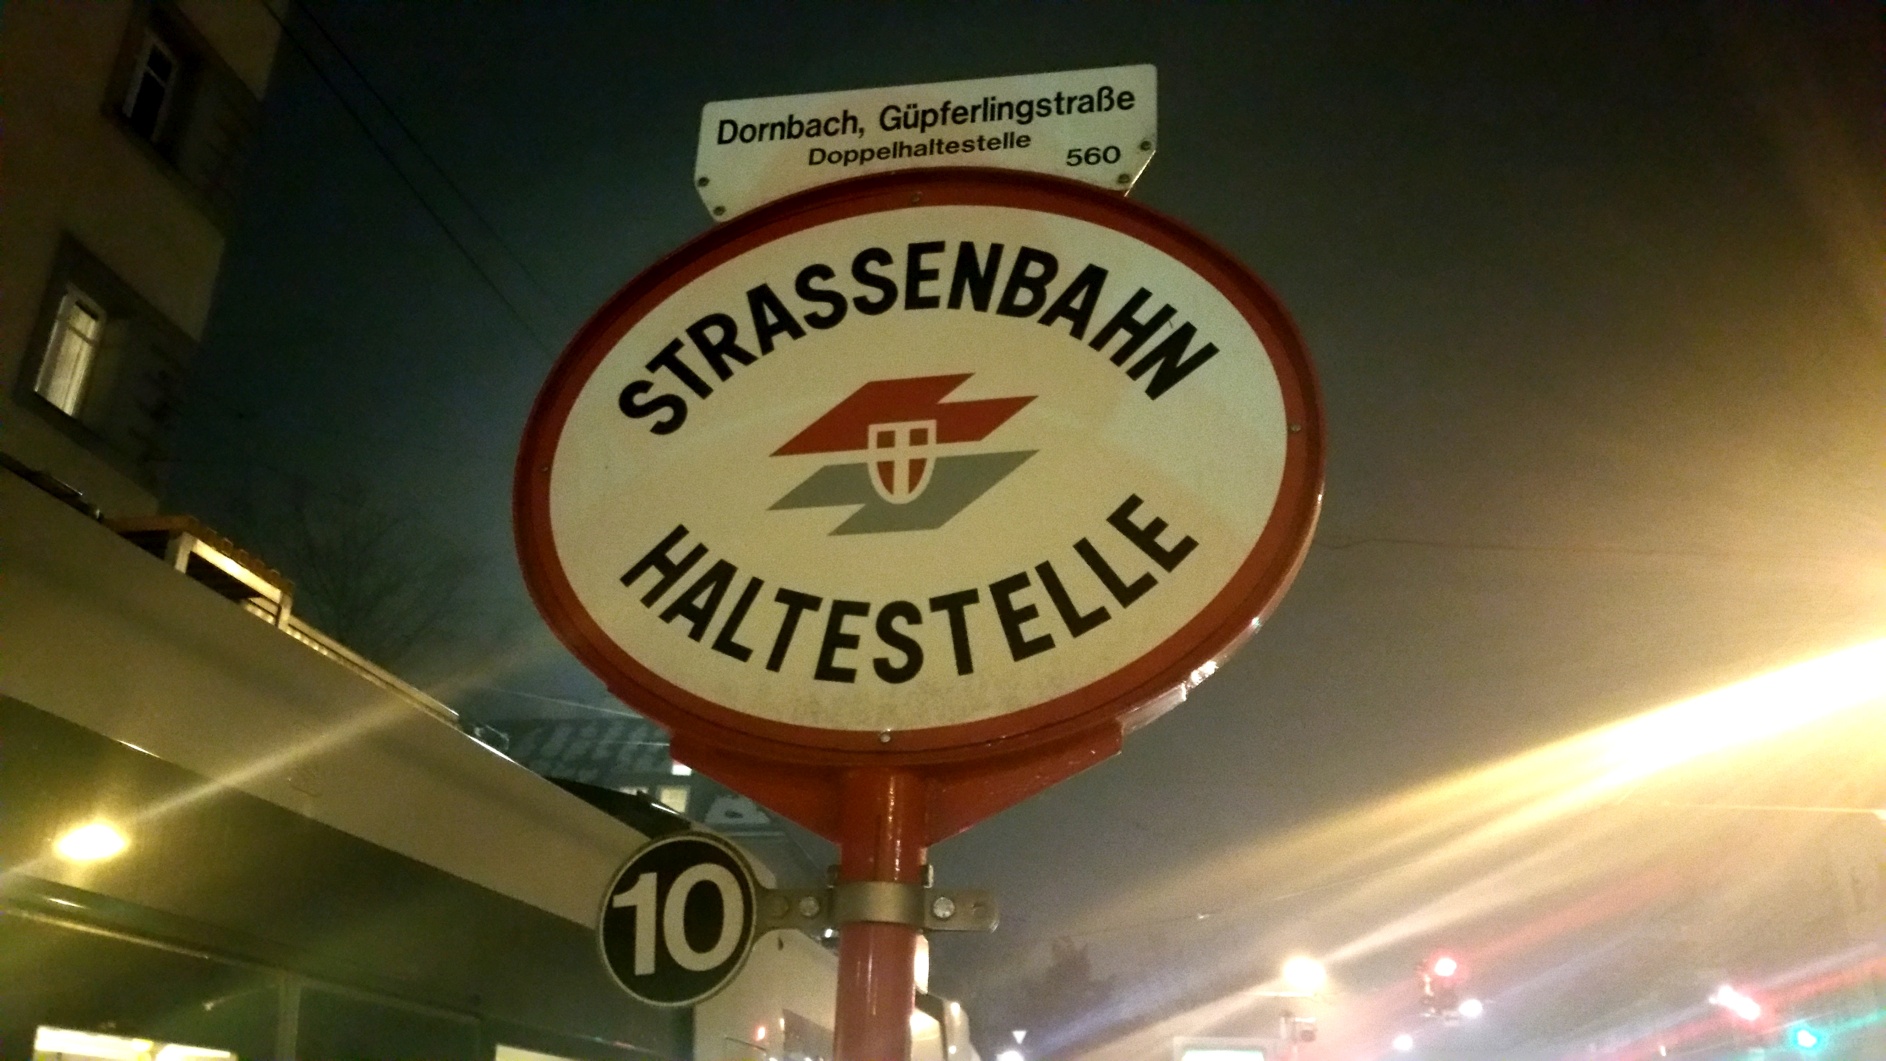 Dornbach, Güpferlingstraße
Doppelhaltestelle
560
STRASSENBAHN
HALTESTELLE
10